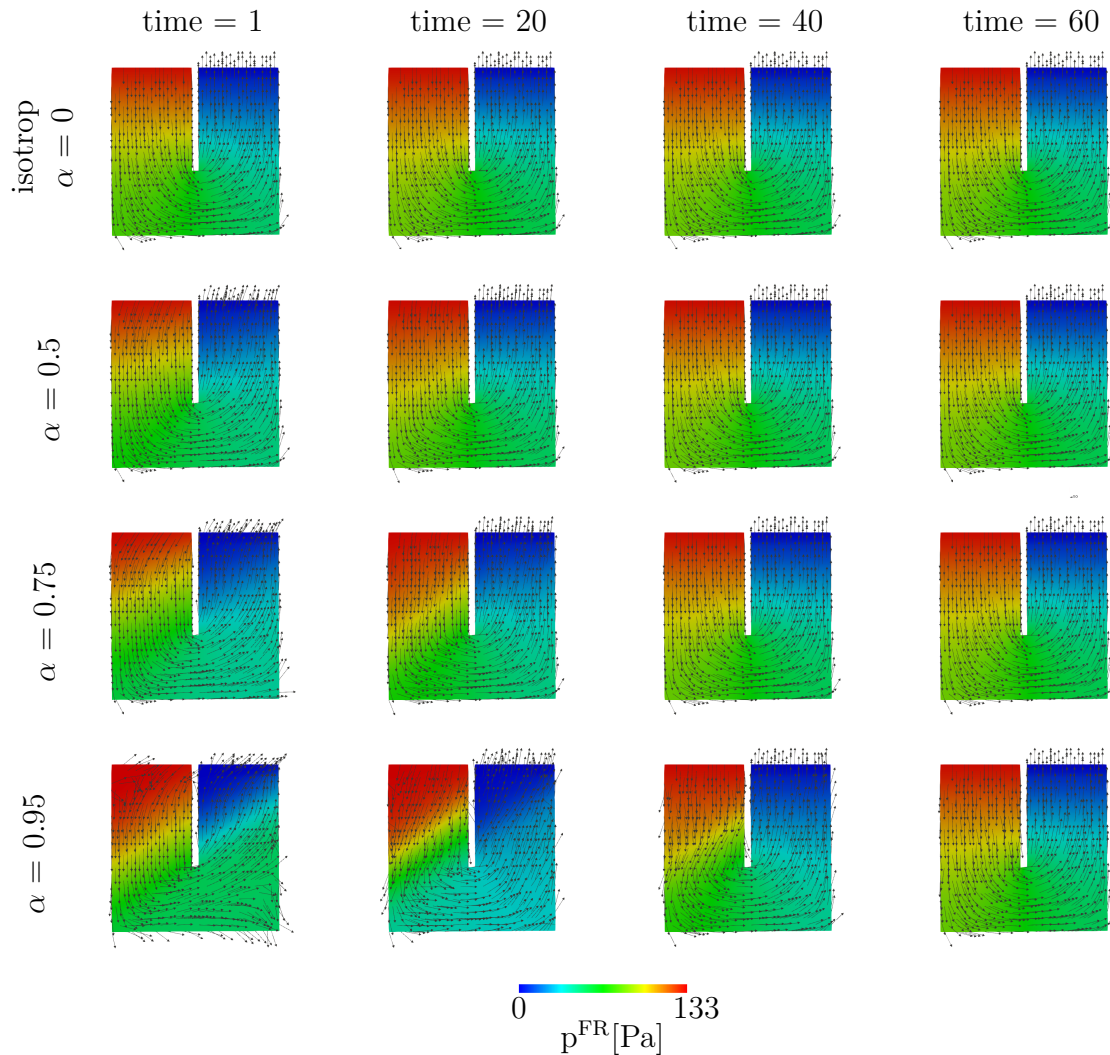 time = 1
time = 20
time = 40
time = 60
isotrop
α = 0
α = 0.5
α = 0.75
α = 0.95
0
133
p^FR[Pa]